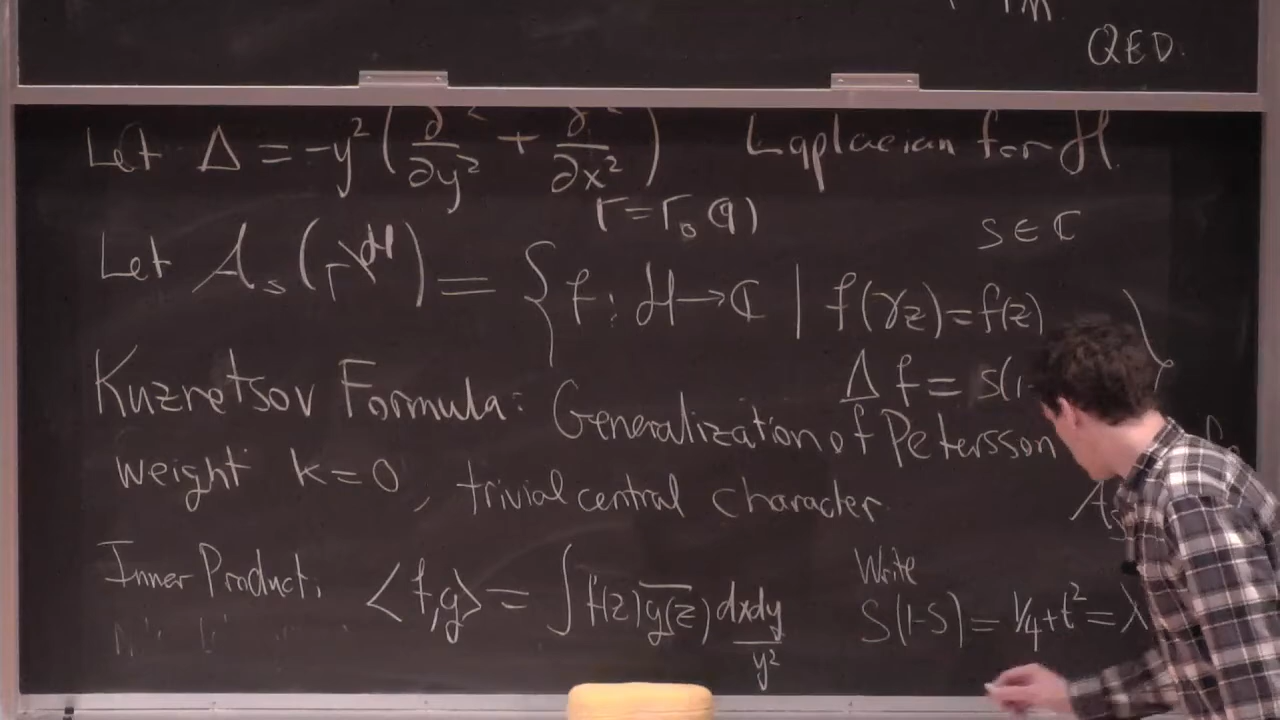 QED.
Let Δ = -y² (∂²/∂y² + ∂²/∂x²) Laplacian for ℋ.
Γ = Γ₀(q)
s ∈ ℂ
Let 𝒜ₛ(Γ\ℋ) = { f : ℋ → ℂ | f(γz) = f(z)
Δf = s(1-
Kuznetsov Formula: Generalization of Petersson
weight k = 0, trivial central character.
Inner Product: ⟨f,g⟩ = ∫ f(z) \overline{g(z)} dxdy/y²
Write
S(1-S) = 1/4 + t² = λ